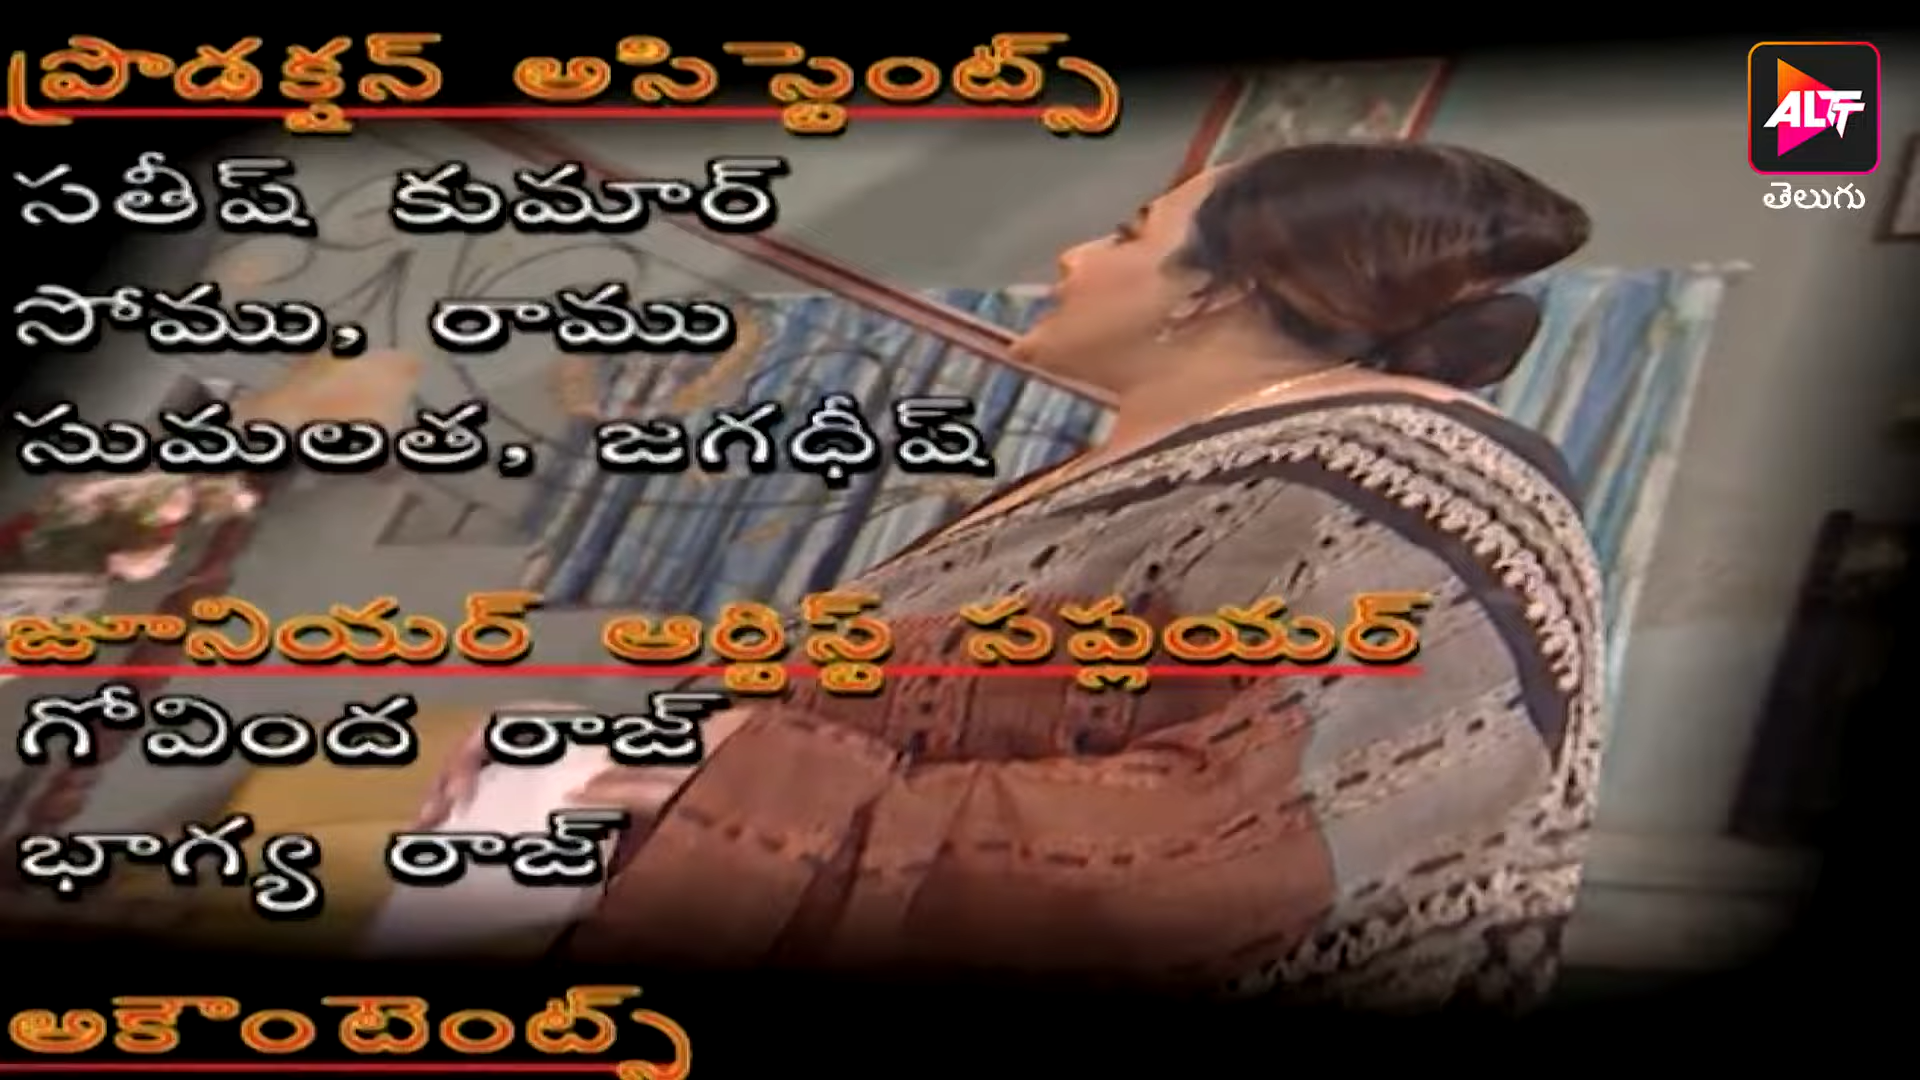 ప్రొడక్షన్ అసిస్టెంట్స్
సతీష్ కుమార్
సోము, రాము
సుమలత, జగధీష్
జూనియర్ ఆర్టిస్ట్ సప్లయర్
గోవింద రాజ్
భాగ్య రాజ్
అకౌంటెంట్స్
ALTT
తెలుగు